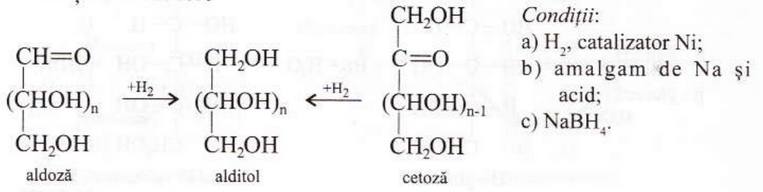 CH=O
(CHOH)n
CH2OH
aldoză
+H2
CH2OH
(CHOH)n
CH2OH
alditol
+H2
CH2OH
C=O
(CHOH)n-1
CH2OH
cetoză
Condiții:
a) H2, catalizator Ni;
b) amalgam de Na și
acid;
c) NaBH4.